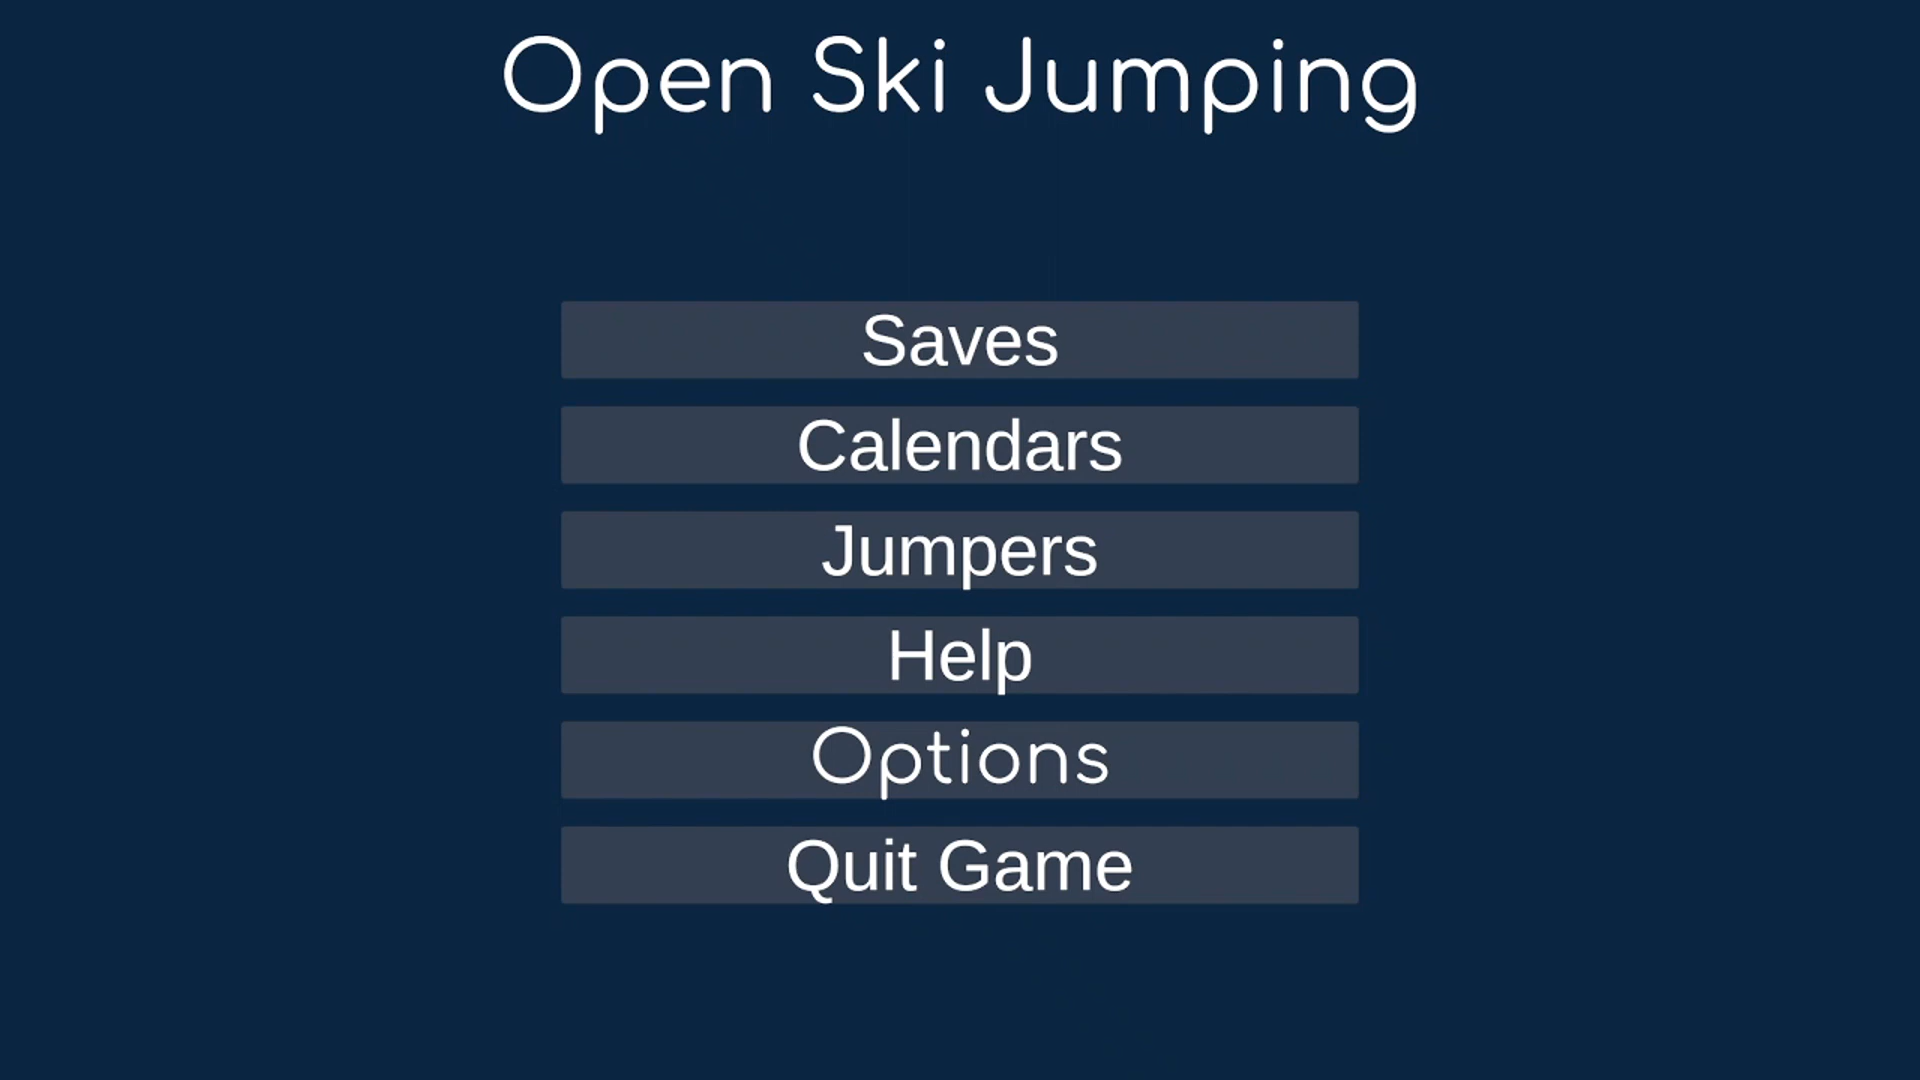 Open Ski Jumping
Saves
Calendars
Jumpers
Help
Options
Quit Game